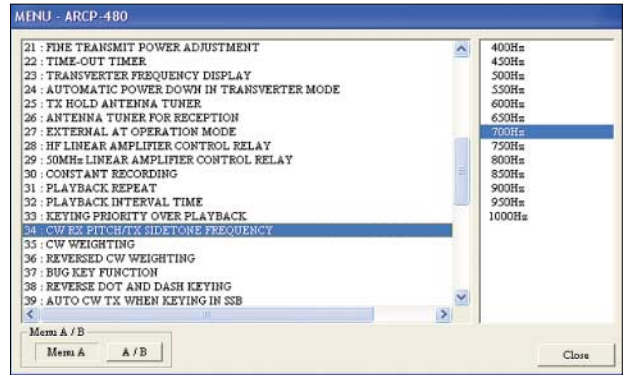 MENU - ARCP-480
21 : FINE TRANSMIT POWER ADJUSTMENT
22 : TIME-OUT TIMER
23 : TRANSVERTER FREQUENCY DISPLAY
24 : AUTOMATIC POWER DOWN IN TRANSVERTER MODE
25 : TX HOLD ANTENNA TUNER
26 : ANTENNA TUNER FOR RECEPTION
27 : EXTERNAL AT OPERATION MODE
28 : HF LINEAR AMPLIFIER CONTROL RELAY
29 : 50MHz LINEAR AMPLIFIER CONTROL RELAY
30 : CONSTANT RECORDING
31 : PLAYBACK REPEAT
32 : PLAYBACK INTERVAL TIME
33 : KEYING PRIORITY OVER PLAYBACK
34 : CW RX PITCH/TX SIDETONE FREQUENCY
35 : CW WEIGHTING
36 : REVERSED CW WEIGHTING
37 : BUG KEY FUNCTION
38 : REVERSE DOT AND DASH KEYING
39 : AUTO CW TX WHEN KEYING IN SSB
400Hz
450Hz
500Hz
550Hz
600Hz
650Hz
700Hz
750Hz
800Hz
850Hz
900Hz
950Hz
1000Hz
Menu A / B
Menu A
A / B
Close